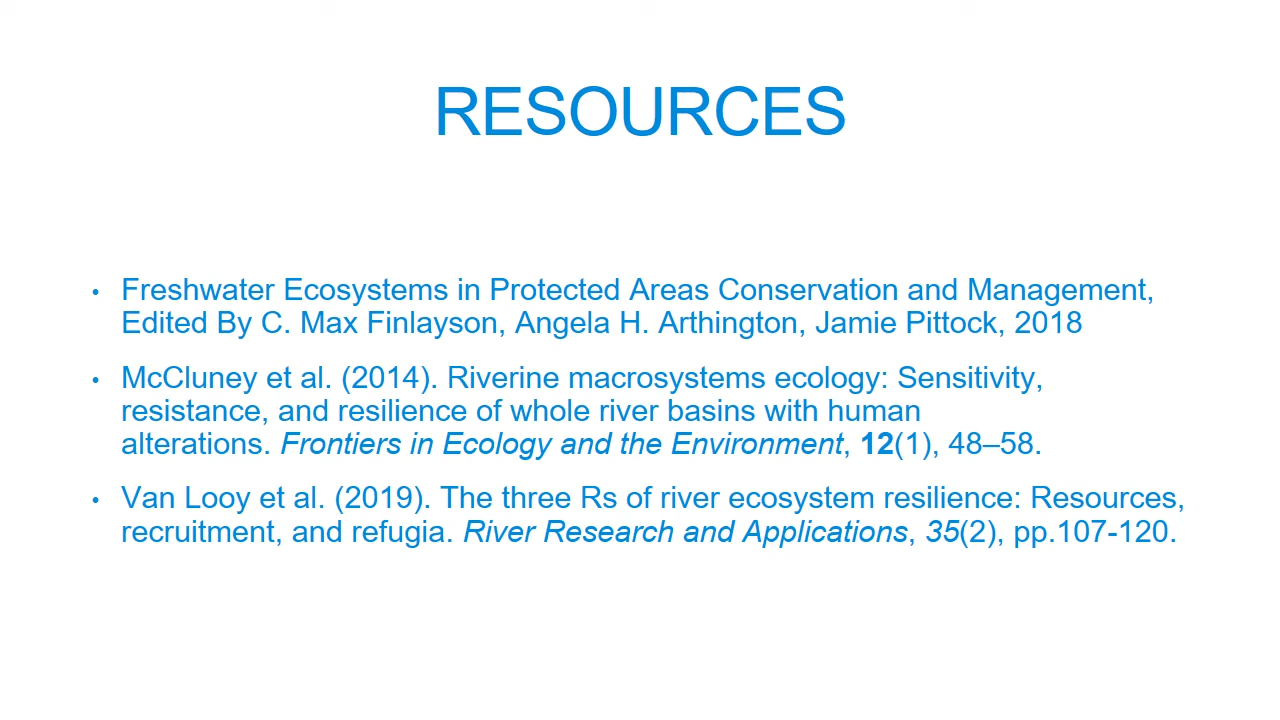 RESOURCES
• Freshwater Ecosystems in Protected Areas Conservation and Management,
Edited By C. Max Finlayson, Angela H. Arthington, Jamie Pittock, 2018
• McCluney et al. (2014). Riverine macrosystems ecology: Sensitivity,
resistance, and resilience of whole river basins with human
alterations. Frontiers in Ecology and the Environment, 12(1), 48–58.
• Van Looy et al. (2019). The three Rs of river ecosystem resilience: Resources,
recruitment, and refugia. River Research and Applications, 35(2), pp.107-120.